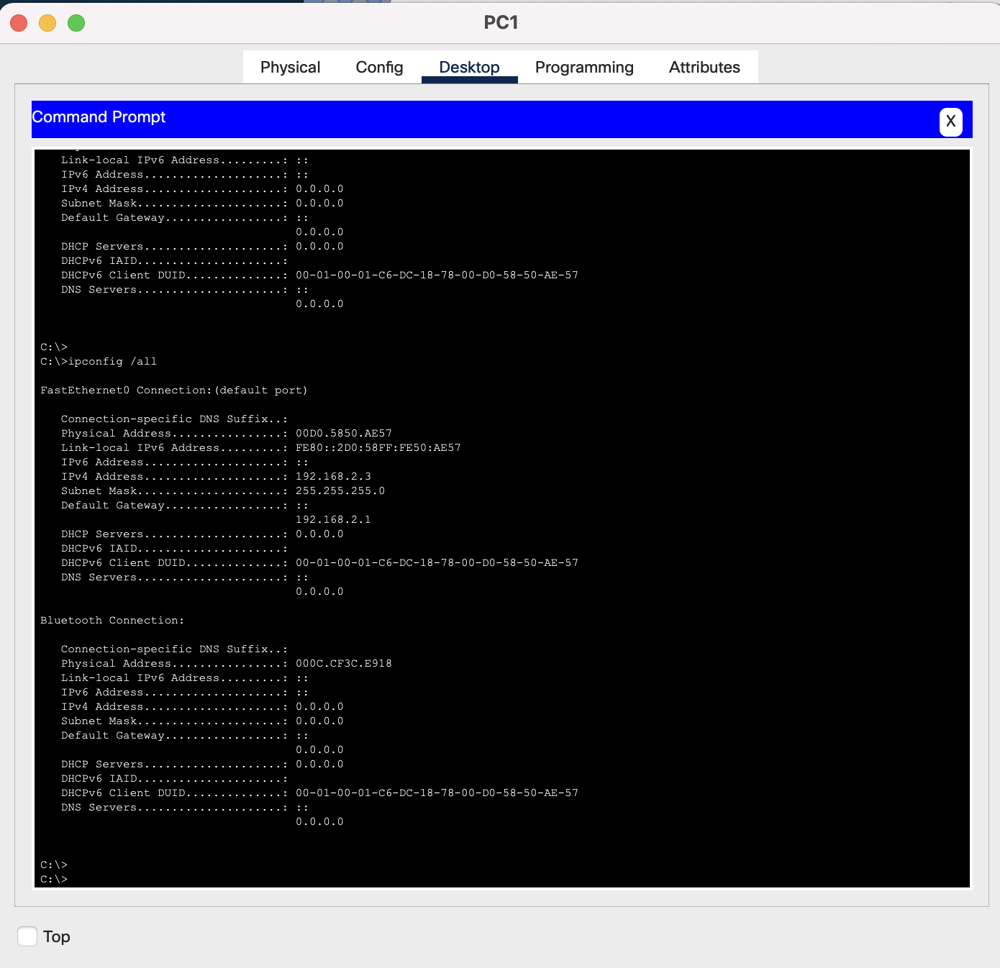 PC1
Physical Config Desktop Programming Attributes
Command Prompt
X
Link-local IPv6 Address.........: ::
IPv6 Address....................: ::
IPv4 Address....................: 0.0.0.0
Subnet Mask.....................: 0.0.0.0
Default Gateway.................: ::
0.0.0.0
DHCP Servers....................: 0.0.0.0
DHCPv6 IAID.....................:
DHCPv6 Client DUID..............: 00-01-00-01-C6-DC-18-78-00-D0-58-50-AE-57
DNS Servers.....................: ::
0.0.0.0
C:\>
C:\>ipconfig /all
FastEthernet0 Connection:(default port)
Connection-specific DNS Suffix..:
Physical Address................: 00D0.5850.AE57
Link-local IPv6 Address.........: FE80::2D0:58FF:FE50:AE57
IPv6 Address....................: ::
IPv4 Address....................: 192.168.2.3
Subnet Mask.....................: 255.255.255.0
Default Gateway.................: ::
192.168.2.1
DHCP Servers....................: 0.0.0.0
DHCPv6 IAID.....................:
DHCPv6 Client DUID..............: 00-01-00-01-C6-DC-18-78-00-D0-58-50-AE-57
DNS Servers.....................: ::
0.0.0.0
Bluetooth Connection:
Connection-specific DNS Suffix..:
Physical Address................: 000C.CF3C.E918
Link-local IPv6 Address.........: ::
IPv6 Address....................: ::
IPv4 Address....................: 0.0.0.0
Subnet Mask.....................: 0.0.0.0
Default Gateway.................: ::
0.0.0.0
DHCP Servers....................: 0.0.0.0
DHCPv6 IAID.....................:
DHCPv6 Client DUID..............: 00-01-00-01-C6-DC-18-78-00-D0-58-50-AE-57
DNS Servers.....................: ::
0.0.0.0
C:\>
C:\>
Top